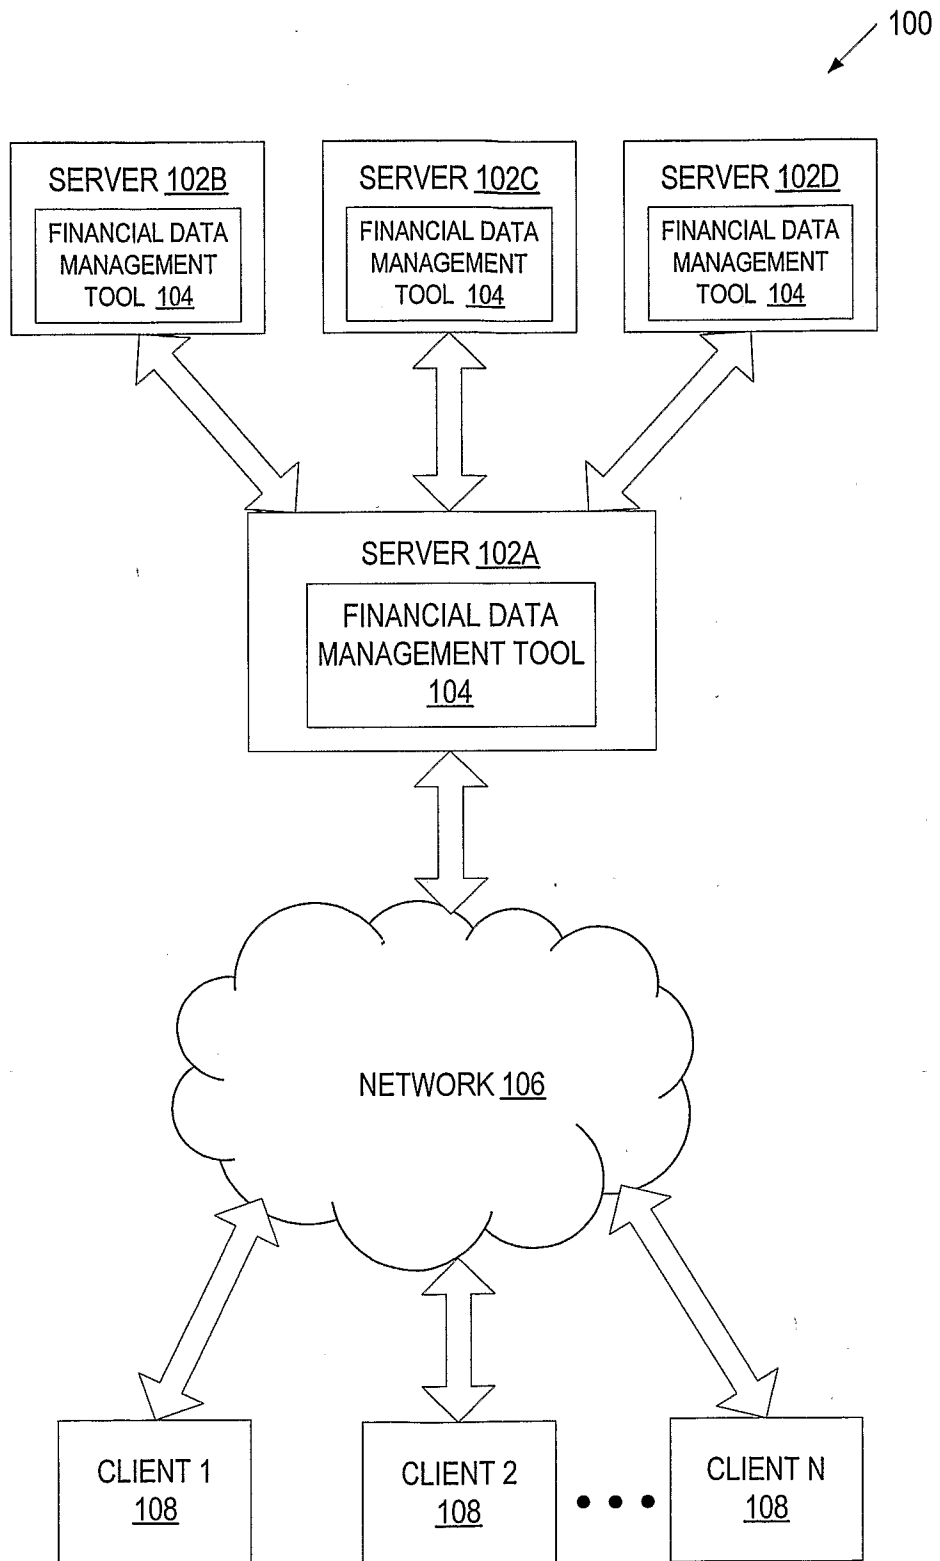 100
SERVER 102B
FINANCIAL DATA
MANAGEMENT
TOOL 104
SERVER 102C
FINANCIAL DATA
MANAGEMENT
TOOL 104
SERVER 102D
FINANCIAL DATA
MANAGEMENT
TOOL 104
SERVER 102A
FINANCIAL DATA
MANAGEMENT TOOL
104
NETWORK 106
CLIENT 1
108
CLIENT 2
108
CLIENT N
108